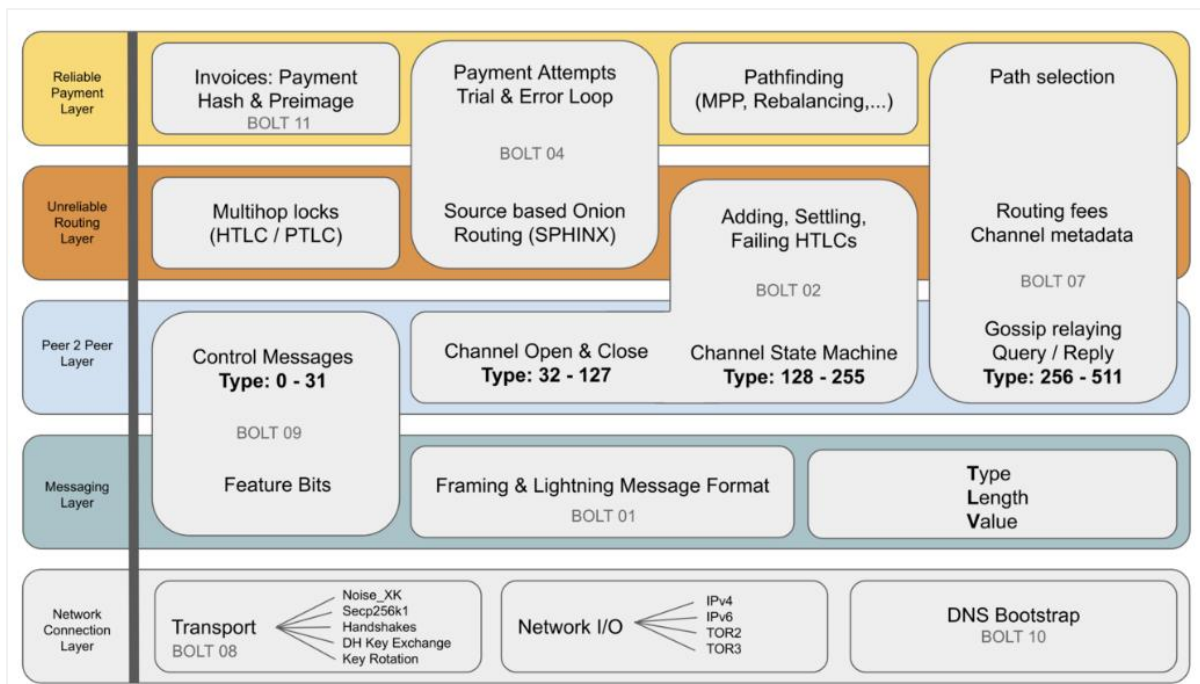 Reliable
Payment
Layer
Invoices: Payment
Hash & Preimage
BOLT 11
Payment Attempts
Trial & Error Loop
BOLT 04
Source based Onion
Routing (SPHINX)
Pathfinding
(MPP, Rebalancing,...)
Path selection
Routing fees
Channel metadata
BOLT 07
Gossip relaying
Query / Reply
Type: 256 - 511
Unreliable
Routing
Layer
Multihop locks
(HTLC / PTLC)
Adding, Settling,
Failing HTLCs
BOLT 02
Peer 2 Peer
Layer
Control Messages
Type: 0 - 31
BOLT 09
Feature Bits
Channel Open & Close
Type: 32 - 127
Channel State Machine
Type: 128 - 255
Messaging
Layer
Framing & Lightning Message Format
BOLT 01
Type
Length
Value
Network
Connection
Layer
Transport
BOLT 08
Noise_XK
Secp256k1
Handshakes
DH Key Exchange
Key Rotation
Network I/O
IPv4
IPv6
TOR2
TOR3
DNS Bootstrap
BOLT 10